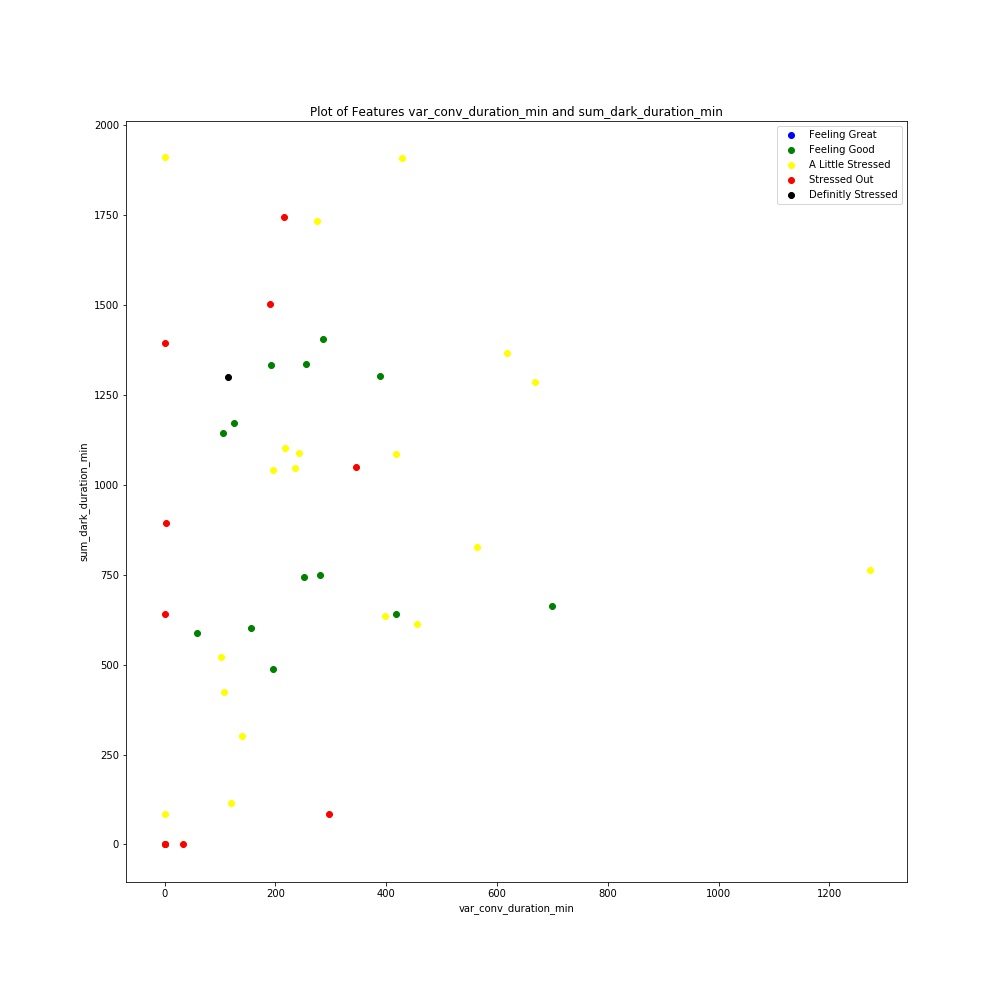 Plot of Features var_conv_duration_min and sum_dark_duration_min
2000
1750
1500
1250
1000
750
500
250
0
sum_dark_duration_min
Feeling Great
Feeling Good
A Little Stressed
Stressed Out
Definitly Stressed
0 200 400 600 800 1000 1200
var_conv_duration_min